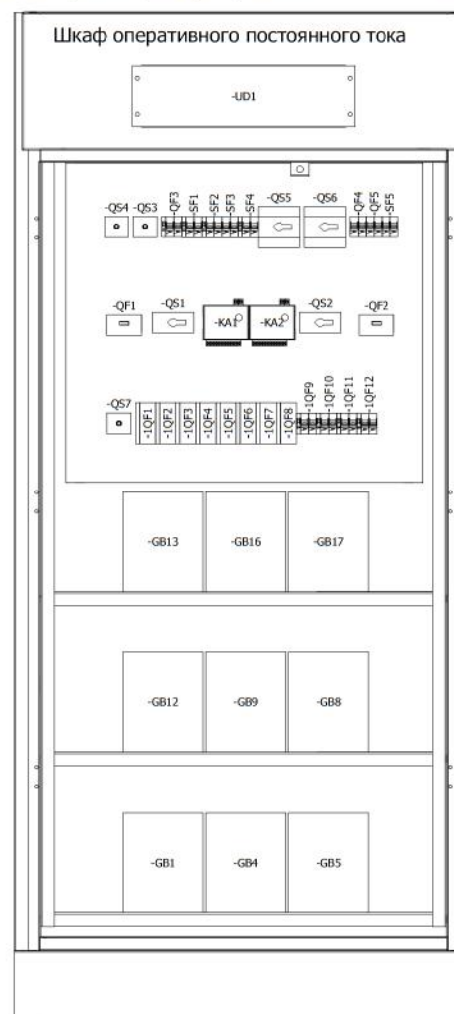 Шкаф оперативного постоянного тока
-UD1
-QS4 -QS3 -QF3 -SF1 -SF2 -SF3 -SF4 -QS5 -QS6 -QF4 -QF5 -SF5
-QF1 -QS1 -KA1 -KA2 -QS2 -QF2
-QS7 -1QF1 -1QF2 -1QF3 -1QF4 -1QF5 -1QF6 -1QF7 -1QF8 -1QF9 -1QF10 -1QF11 -1QF12
-GB13 -GB16 -GB17
-GB12 -GB9 -GB8
-GB1 -GB4 -GB5